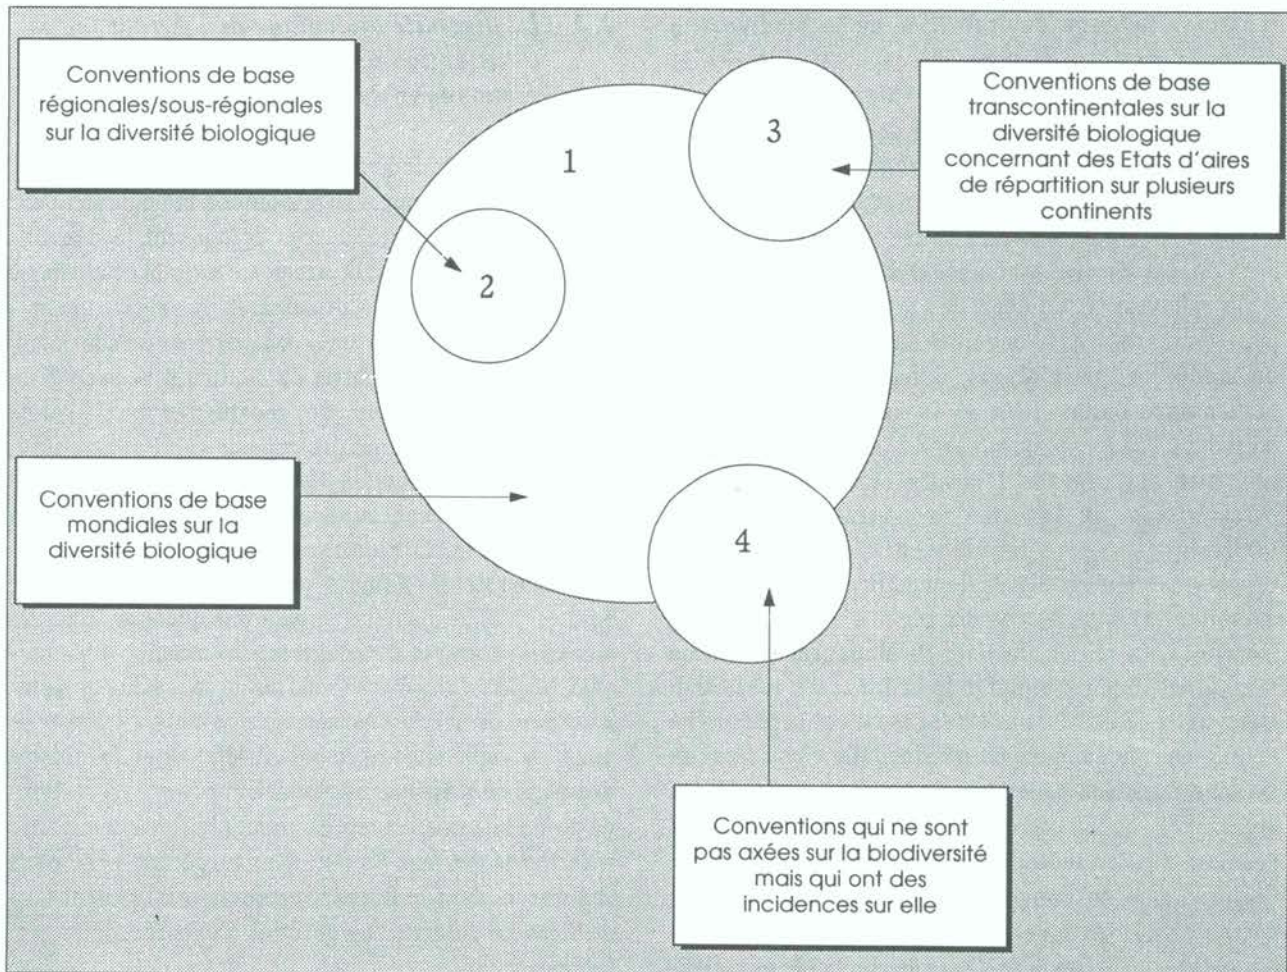 Conventions de base
régionales/sous-régionales
sur la diversité biologique
Conventions de base
transcontinentales sur la
diversité biologique
concernant des Etats d'aires
de répartition sur plusieurs
continents
1
2
3
4
Conventions de base
mondiales sur la
diversité biologique
Conventions qui ne sont
pas axées sur la biodiversité
mais qui ont des
incidences sur elle